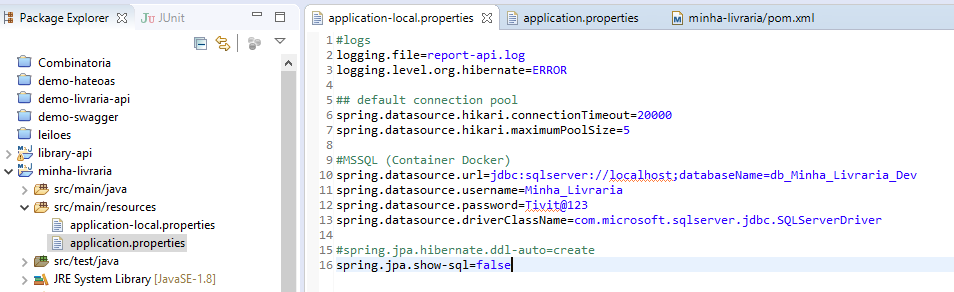 Package Explorer
JUnit
Combinatoria
demo-hateoas
demo-livraria-api
demo-swagger
leiloes
library-api
minha-livraria
src/main/java
src/main/resources
application-local.properties
application.properties
src/test/java
JRE System Library [JavaSE-1.8]
application-local.properties
application.properties
minha-livraria/pom.xml
1 #logs
2 logging.file=report-api.log
3 logging.level.org.hibernate=ERROR
4
5 ## default connection pool
6 spring.datasource.hikari.connectionTimeout=20000
7 spring.datasource.hikari.maximumPoolSize=5
8
9 #MSSQL (Container Docker)
10 spring.datasource.url=jdbc:sqlserver://localhost;databaseName=db_Minha_Livraria_Dev
11 spring.datasource.username=Minha_Livraria
12 spring.datasource.password=Tivit@123
13 spring.datasource.driverClassName=com.microsoft.sqlserver.jdbc.SQLServerDriver
14
15 #spring.jpa.hibernate.ddl-auto=create
16 spring.jpa.show-sql=false